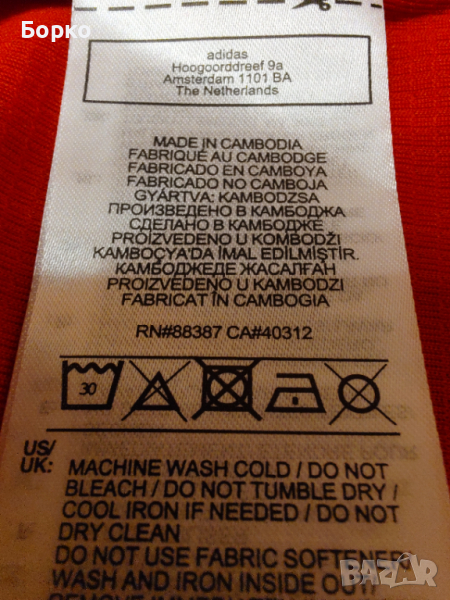 Борко
adidas
Hoogoorddreef 9a
Amsterdam 1101 BA
The Netherlands
MADE IN CAMBODIA
FABRIQUÉ AU CAMBODGE
FABRICADO EN CAMBOYA
FABRICADO NO CAMBOJA
GYÁRTVA: KAMBODZSA
ПРОИЗВЕДЕНО В КАМБОДЖА
СДЕЛАНО В КАМБОДЖЕ
PROIZVEDENO U KOMBODŽI
KAMBOÇYA'DA İMAL EDİLMİŞTİR.
КАМБОДЖЕДЕ ЖАСАЛҒАН
PROIZVEDENO U KAMBODŽI
FABRICAT ÎN CAMBOGIA
RN#88387 CA#40312
30
US/
UK: MACHINE WASH COLD / DO NOT
BLEACH / DO NOT TUMBLE DRY /
COOL IRON IF NEEDED / DO NOT
DRY CLEAN
DO NOT USE FABRIC SOFTENER
WASH AND IRON INSIDE OUT/
REMOVE IMMEDIATELY
bazar